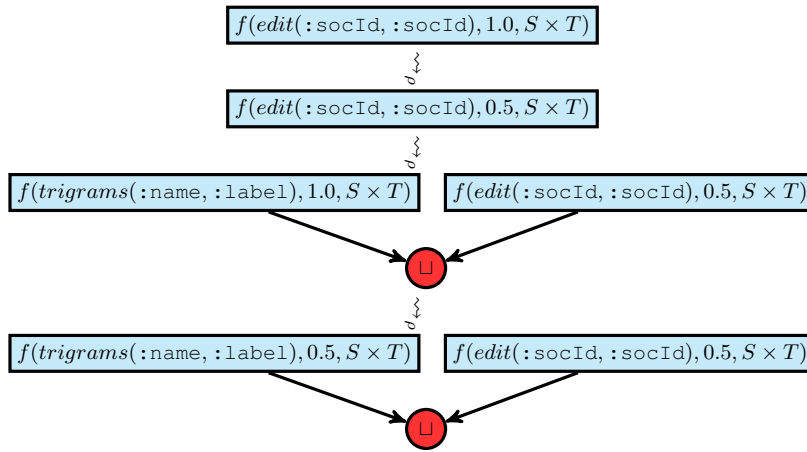 f(edit(:socId, :socId), 1.0, S × T)
⇝d
f(edit(:socId, :socId), 0.5, S × T)
⇝d
f(trigrams(:name, :label), 1.0, S × T) f(edit(:socId, :socId), 0.5, S × T)
⊔
⇝d
f(trigrams(:name, :label), 0.5, S × T) f(edit(:socId, :socId), 0.5, S × T)
⊔